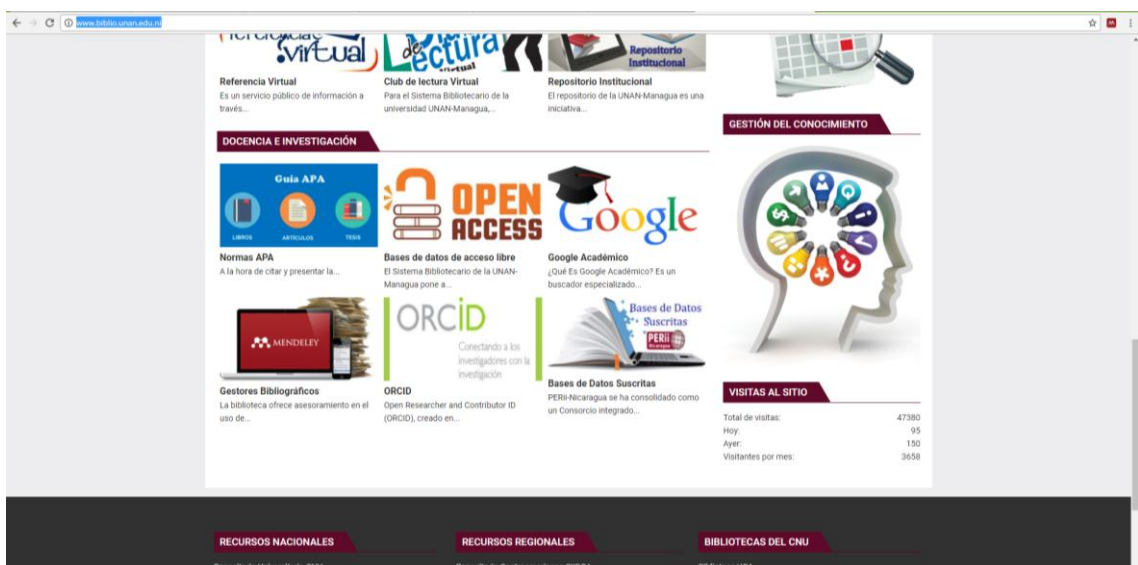 www.biblio.unan.edu.ni
virtual
de
lectura
virtual
Repositorio
Institucional
Referencia Virtual
Es un servicio público de información a
través...
Club de lectura Virtual
Para el Sistema Bibliotecario de la
universidad UNAN-Managua,...
Repositorio Institucional
El repositorio de la UNAN-Managua es una
iniciativa...
DOCENCIA E INVESTIGACIÓN
Guia APA
LIBROS
ARTICULOS
TESIS
Normas APA
A la hora de citar y presentar la...
OPEN
ACCESS
Bases de datos de acceso libre
El Sistema Bibliotecario de la UNAN-
Managua pone a...
Google
Google Académico
¿Qué Es Google Académico? Es un
buscador especializado...
MENDELEY
Gestores Bibliográficos
La biblioteca ofrece asesoramiento en el
uso de...
ORCID
Conectando a los
investigadores con la
investigación
ORCID
Open Researcher and Contributor ID
(ORCID), creado en...
Bases de Datos
Suscritas
PERii
Nicaragua
Bases de Datos Suscritas
PERii-Nicaragua se ha consolidado como
un Consorcio integrado...
GESTIÓN DEL CONOCIMIENTO
VISITAS AL SITIO
Total de visitas: 47380
Hoy: 95
Ayer: 150
Visitantes por mes: 3658
RECURSOS NACIONALES
RECURSOS REGIONALES
BIBLIOTECAS DEL CNU